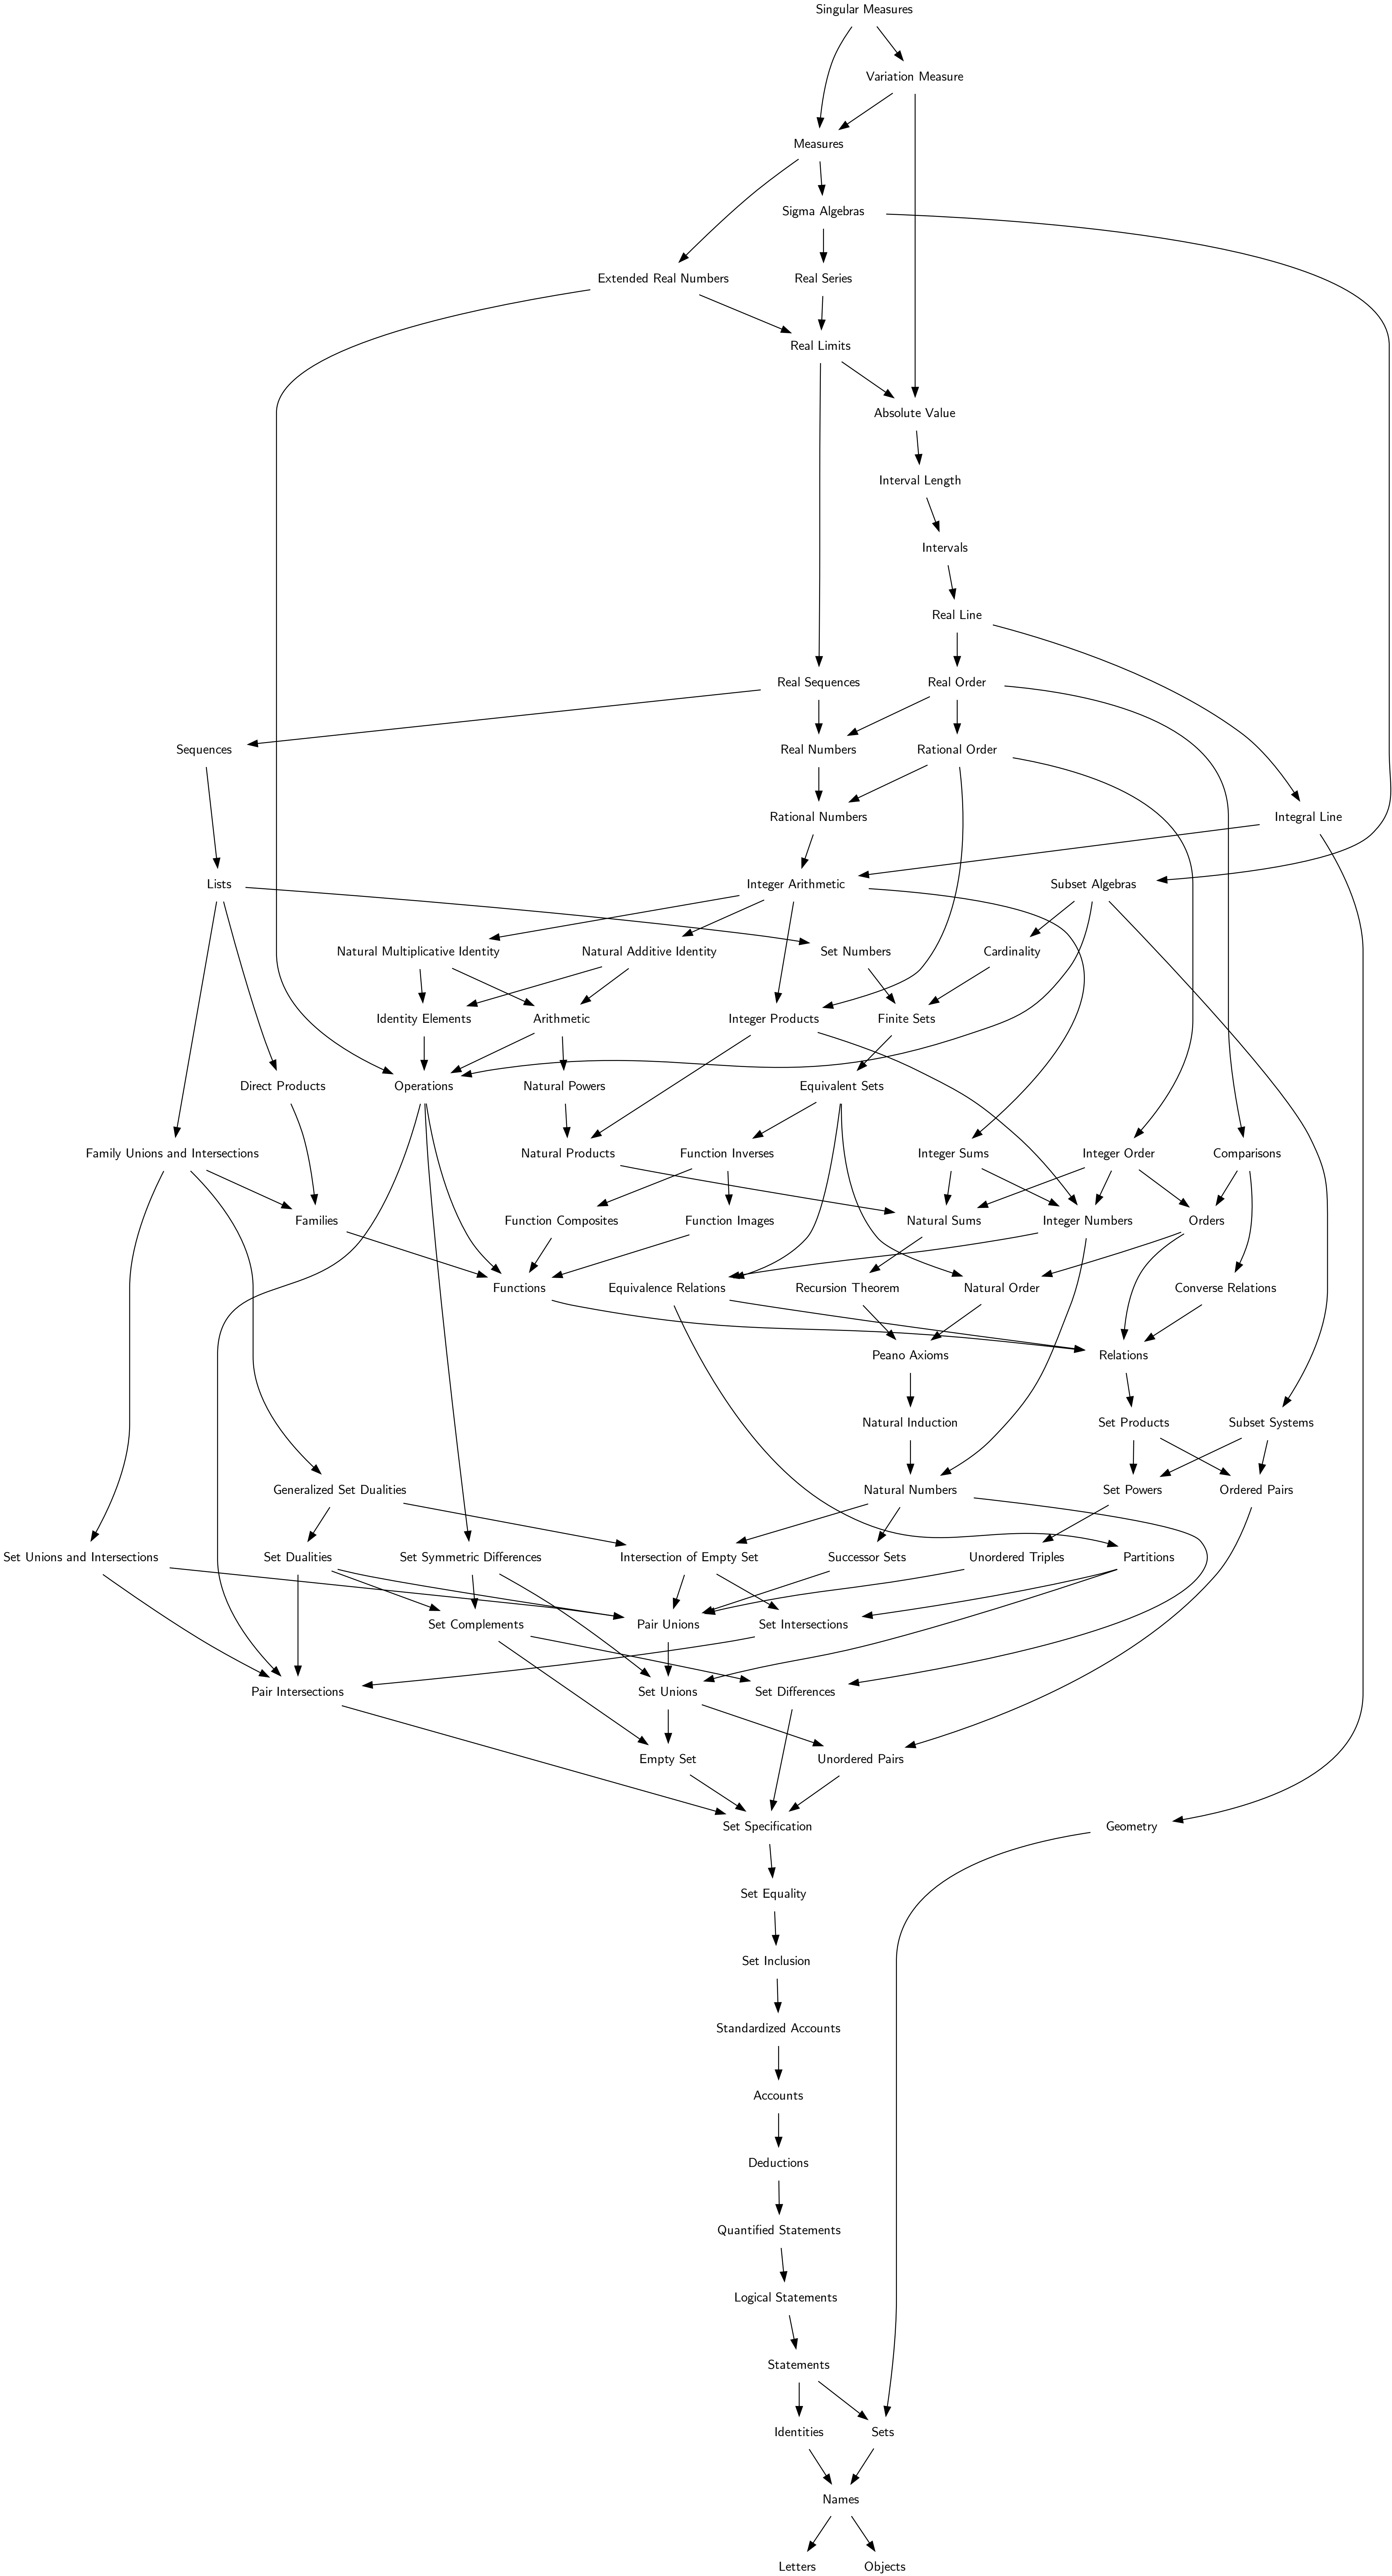 Singular Measures
Variation Measure
Measures
Sigma Algebras
Extended Real Numbers
Real Series
Real Limits
Absolute Value
Interval Length
Intervals
Real Line
Real Sequences
Real Order
Sequences
Real Numbers
Rational Order
Rational Numbers
Integral Line
Lists
Integer Arithmetic
Subset Algebras
Natural Multiplicative Identity
Natural Additive Identity
Set Numbers
Cardinality
Identity Elements
Arithmetic
Integer Products
Finite Sets
Direct Products
Operations
Natural Powers
Equivalent Sets
Family Unions and Intersections
Natural Products
Function Inverses
Integer Sums
Integer Order
Comparisons
Families
Function Composites
Function Images
Natural Sums
Integer Numbers
Orders
Functions
Equivalence Relations
Recursion Theorem
Natural Order
Converse Relations
Peano Axioms
Relations
Natural Induction
Set Products
Subset Systems
Generalized Set Dualities
Natural Numbers
Set Powers
Ordered Pairs
Set Unions and Intersections
Set Dualities
Set Symmetric Differences
Intersection of Empty Set
Successor Sets
Unordered Triples
Partitions
Set Complements
Pair Unions
Set Intersections
Pair Intersections
Set Unions
Set Differences
Empty Set
Unordered Pairs
Set Specification
Geometry
Set Equality
Set Inclusion
Standardized Accounts
Accounts
Deductions
Quantified Statements
Logical Statements
Statements
Identities
Sets
Names
Letters
Objects